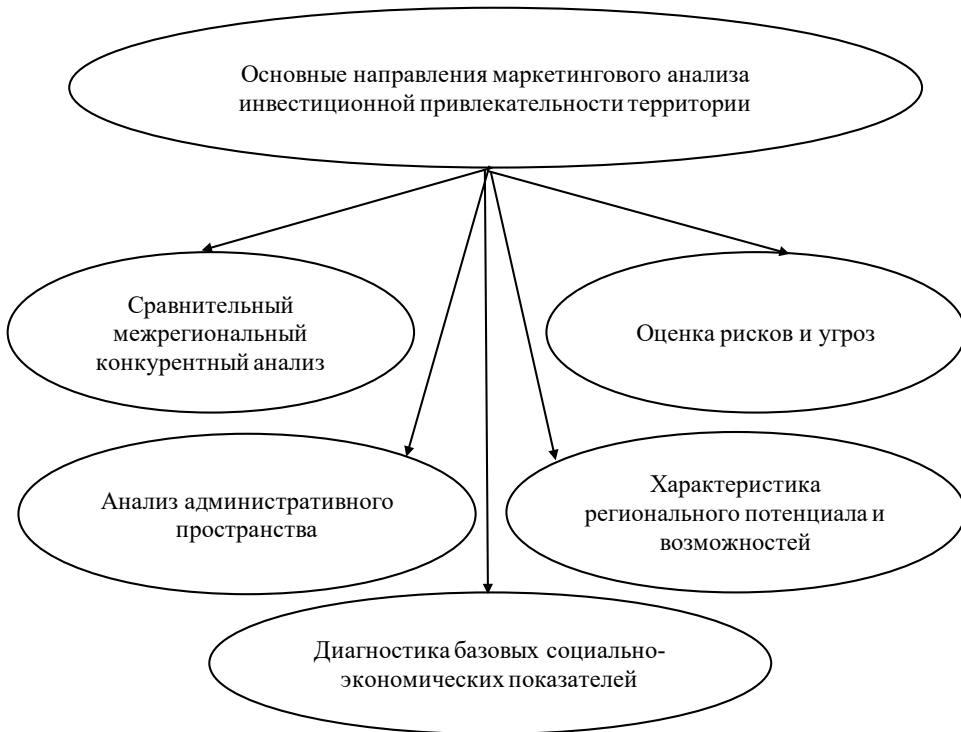 Основные направления маркетингового анализа
инвестиционной привлекательности территории
Сравнительный
межрегиональный
конкурентный анализ
Оценка рисков и угроз
Анализ административного
пространства
Характеристика
регионального потенциала и
возможностей
Диагностика базовых социально-
экономических показателей